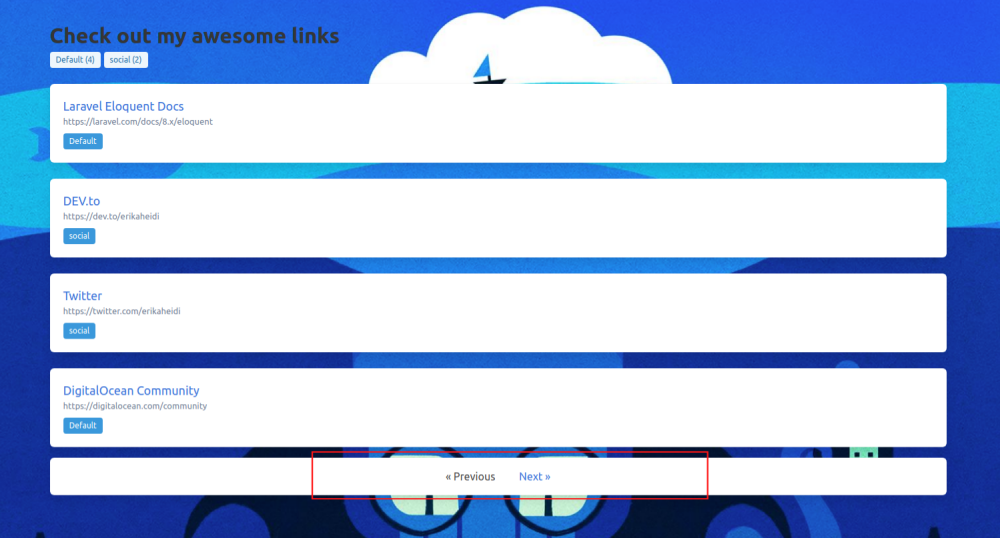 Check out my awesome links
Default (4) social (2)
Laravel Eloquent Docs
https://laravel.com/docs/8.x/eloquent
Default
DEV.to
https://dev.to/erikaheidi
social
Twitter
https://twitter.com/erikaheidi
social
DigitalOcean Community
https://digitalocean.com/community
Default
« Previous Next »